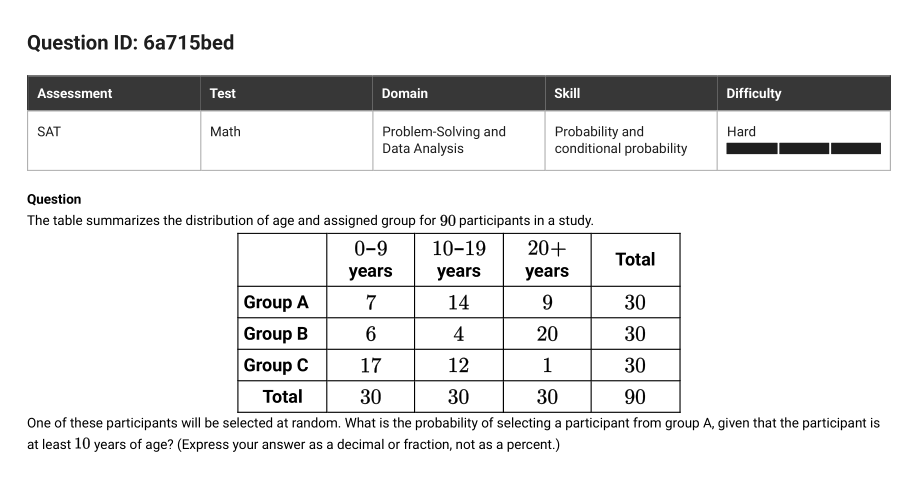 Question ID: 6a715bed
Assessment Test Domain Skill Difficulty
SAT Math Problem-Solving and Data Analysis Probability and conditional probability Hard
Question
The table summarizes the distribution of age and assigned group for 90 participants in a study.
0–9 years 10–19 years 20+ years Total
Group A 7 14 9 30
Group B 6 4 20 30
Group C 17 12 1 30
Total 30 30 30 90
One of these participants will be selected at random. What is the probability of selecting a participant from group A, given that the participant is
at least 10 years of age? (Express your answer as a decimal or fraction, not as a percent.)